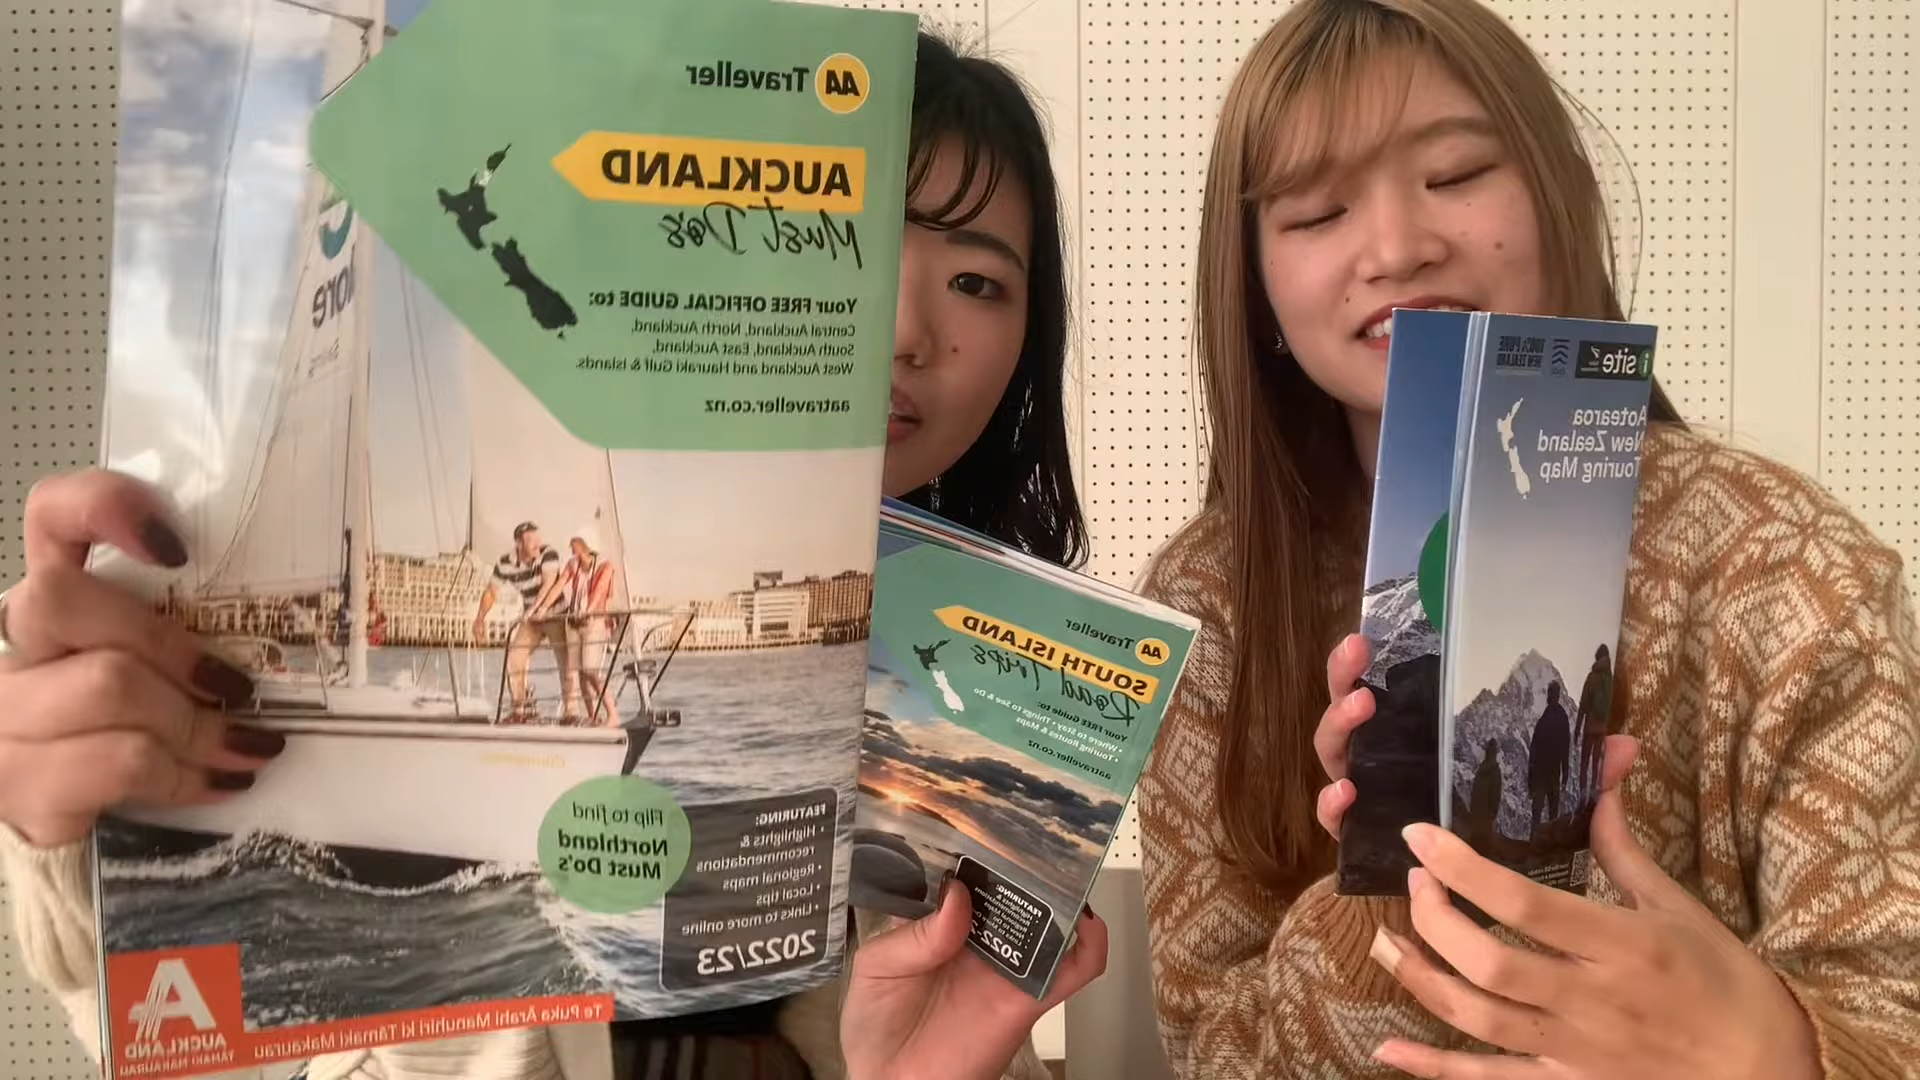 AA Traveller
AUCKLAND
Must Do's
Your FREE OFFICIAL GUIDE to:
Central Auckland, North Auckland,
South Auckland, East Auckland,
West Auckland and Hauraki Gulf & Islands.
aatraveller.co.nz
Flip to find
Northland
Must Do's
FEATURING:
• Highlights &
recommendations
• Regional maps
• Local tips
• Links to more online
2022/23
AUCKLAND
TĀMAKI MAKAURAU
Te Puka Ārahi Manuhiri ki Tāmaki Makaurau
AA Traveller
SOUTH ISLAND
Road Trips
Your FREE Guide to:
• Where to Stay • Things to See & Do
• Touring Routes & Maps
aatraveller.co.nz
FEATURING:
i site
100% PURE
NEW ZEALAND
Aotearoa
New Zealand
Touring Map